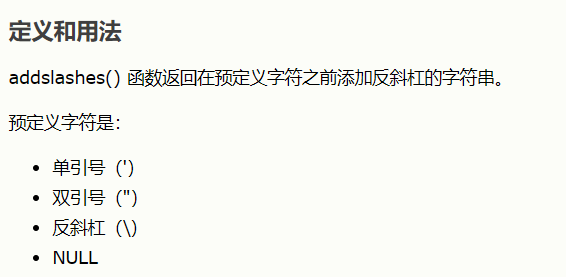 定义和用法
addslashes() 函数返回在预定义字符之前添加反斜杠的字符串。
预定义字符是：
• 单引号（'）
• 双引号（"）
• 反斜杠（\）
• NULL